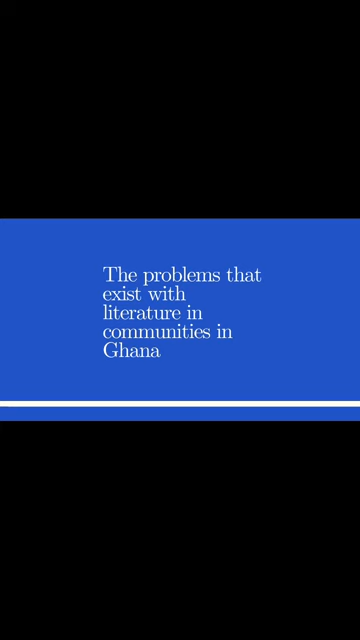 The problems that
exist with
literature in
communities in
Ghana